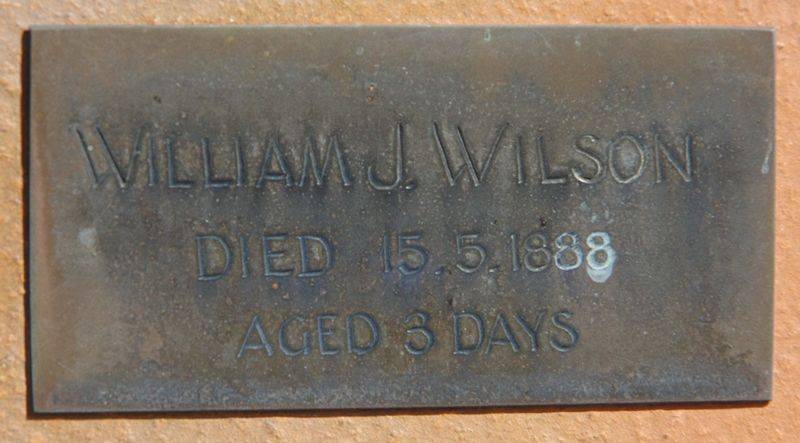 WILLIAM J. WILSON
DIED 15.5.1888
AGED 3 DAYS